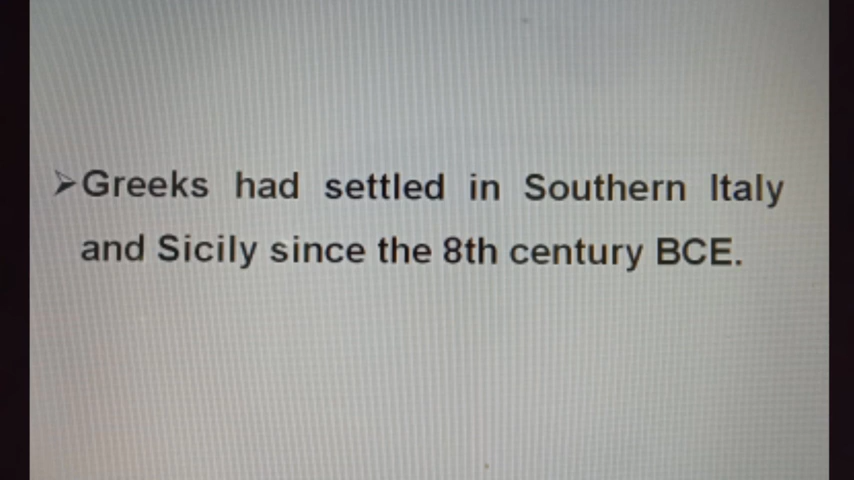 ➢Greeks had settled in Southern Italy
and Sicily since the 8th century BCE.